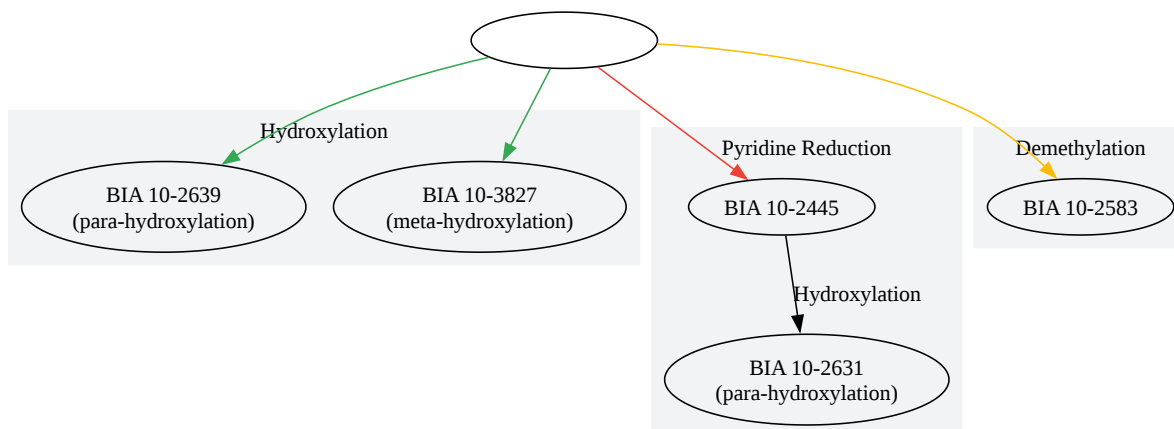 Hydroxylation
Pyridine Reduction
Demethylation
BIA 10-2639
(para-hydroxylation)
BIA 10-3827
(meta-hydroxylation)
BIA 10-2445
BIA 10-2583
Hydroxylation
BIA 10-2631
(para-hydroxylation)